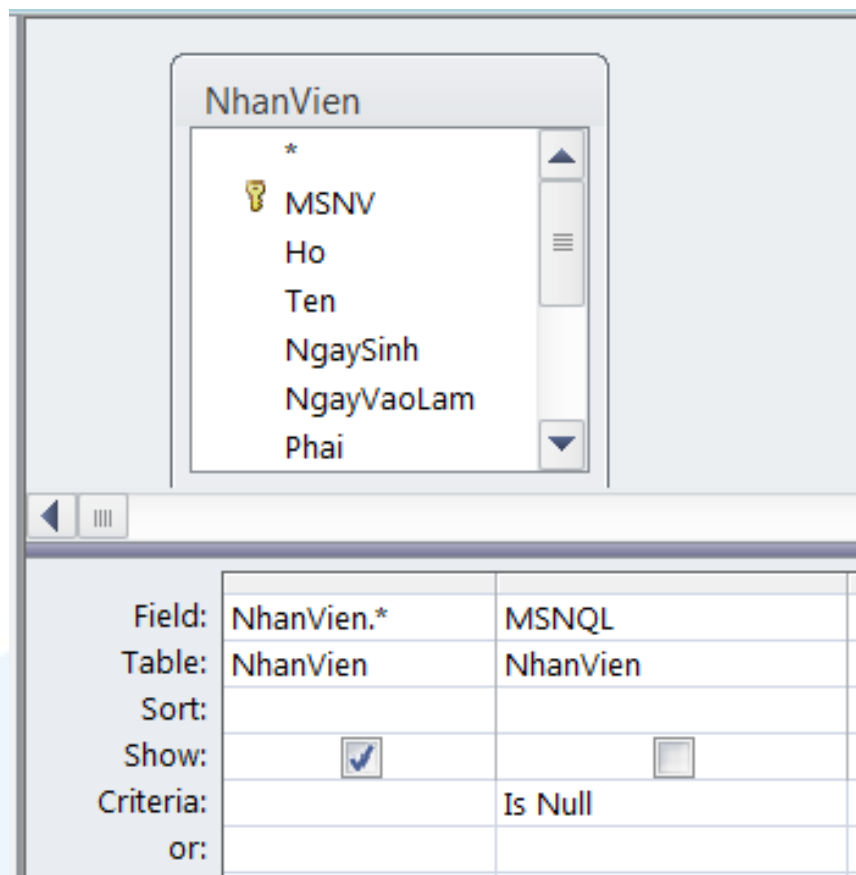 NhanVien
*
MSNV
Ho
Ten
NgaySinh
NgayVaoLam
Phai
Field: NhanVien.* MSNQL
Table: NhanVien NhanVien
Sort:
Show:
Criteria: Is Null
or: